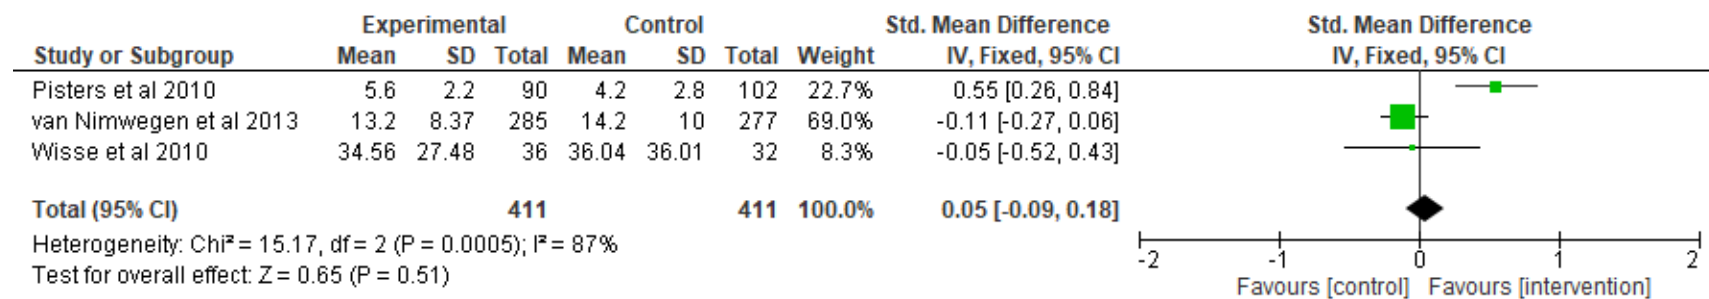 Experimental Control Std. Mean Difference Std. Mean Difference
Study or Subgroup Mean SD Total Mean SD Total Weight IV, Fixed, 95% CI IV, Fixed, 95% CI
Pisters et al 2010 5.6 2.2 90 4.2 2.8 102 22.7% 0.55 [0.26, 0.84]
van Nimwegen et al 2013 13.2 8.37 285 14.2 10 277 69.0% -0.11 [-0.27, 0.06]
Wisse et al 2010 34.56 27.48 36 36.04 36.01 32 8.3% -0.05 [-0.52, 0.43]
Total (95% CI) 411 411 100.0% 0.05 [-0.09, 0.18]
Heterogeneity: Chi² = 15.17, df = 2 (P = 0.0005); I² = 87%
Test for overall effect: Z = 0.65 (P = 0.51)
-2 -1 0 1 2
Favours [control] Favours [intervention]